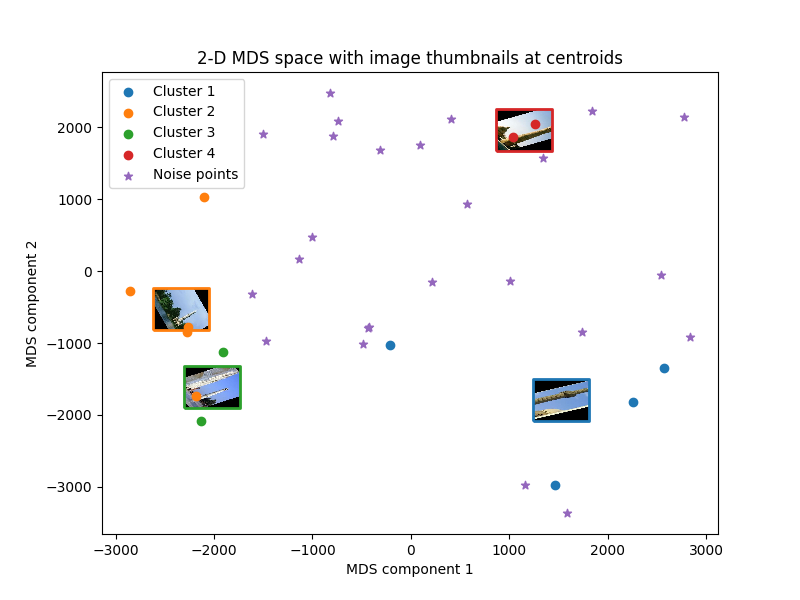 2-D MDS space with image thumbnails at centroids
Cluster 1
Cluster 2
Cluster 3
Cluster 4
Noise points
MDS component 2
2000
1000
0
−1000
−2000
−3000
−3000 −2000 −1000 0 1000 2000 3000
MDS component 1